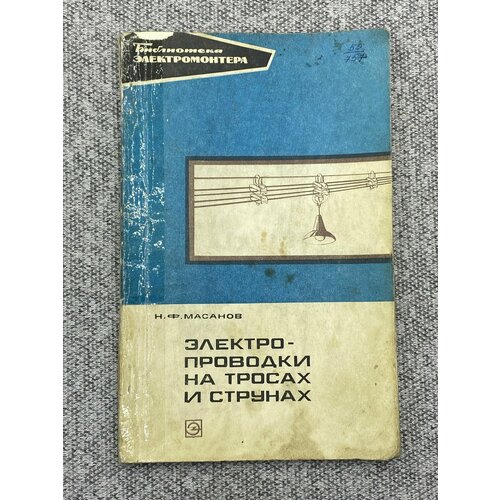 Библиотека
ЭЛЕКТРОМОНТЕРА
Н.Ф. МАСАНОВ
ЭЛЕКТРО-
ПРОВОДКИ
НА ТРОСАХ
И СТРУНАХ